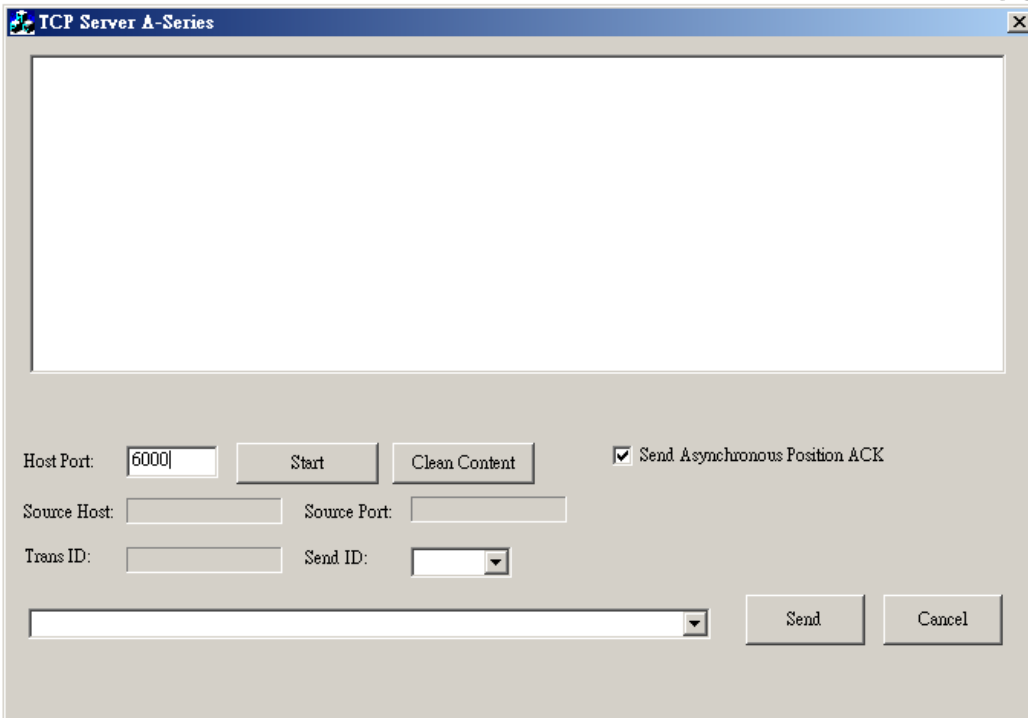 TCP Server A-Series
Host Port: 6000 Start Clean Content Send Asynchronous Position ACK
Source Host: Source Port:
Trans ID: Send ID:
Send Cancel